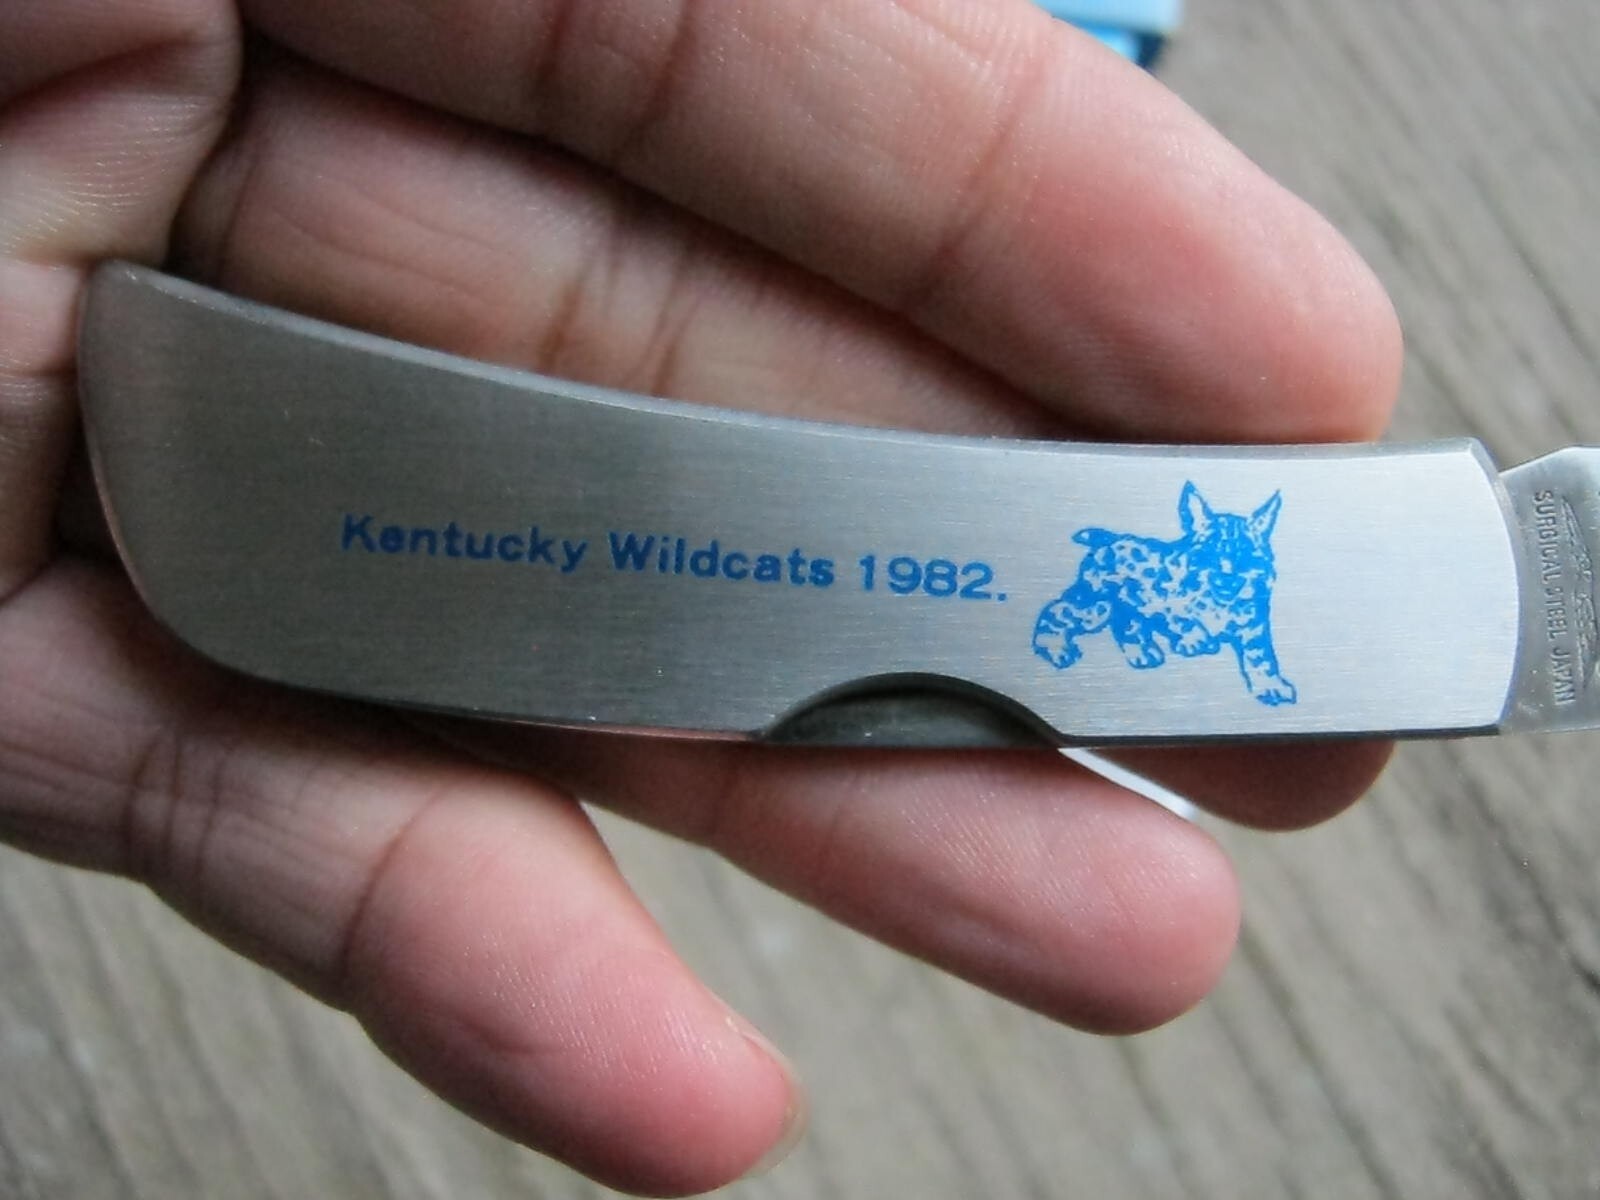 Kentucky Wildcats 1982.
SURGICAL STEEL JAPAN